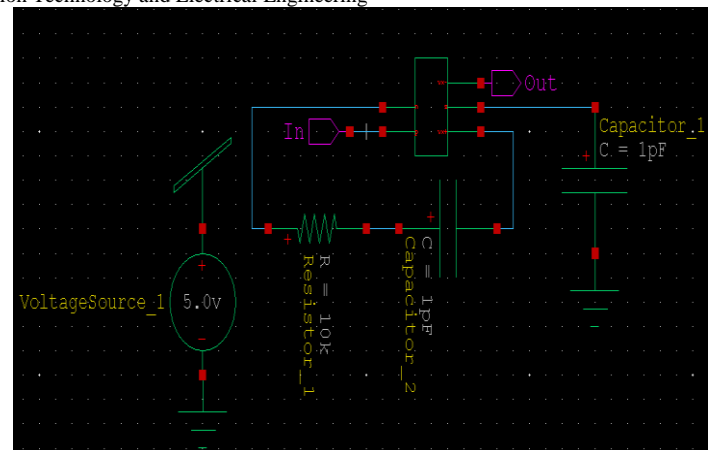 ion Technology and Electrical Engineering
Out
In
Capacitor_1
C = 1pF
VoltageSource_1
5.0v
R = 10k
Resistor_1
C = 1pF
Capacitor_2